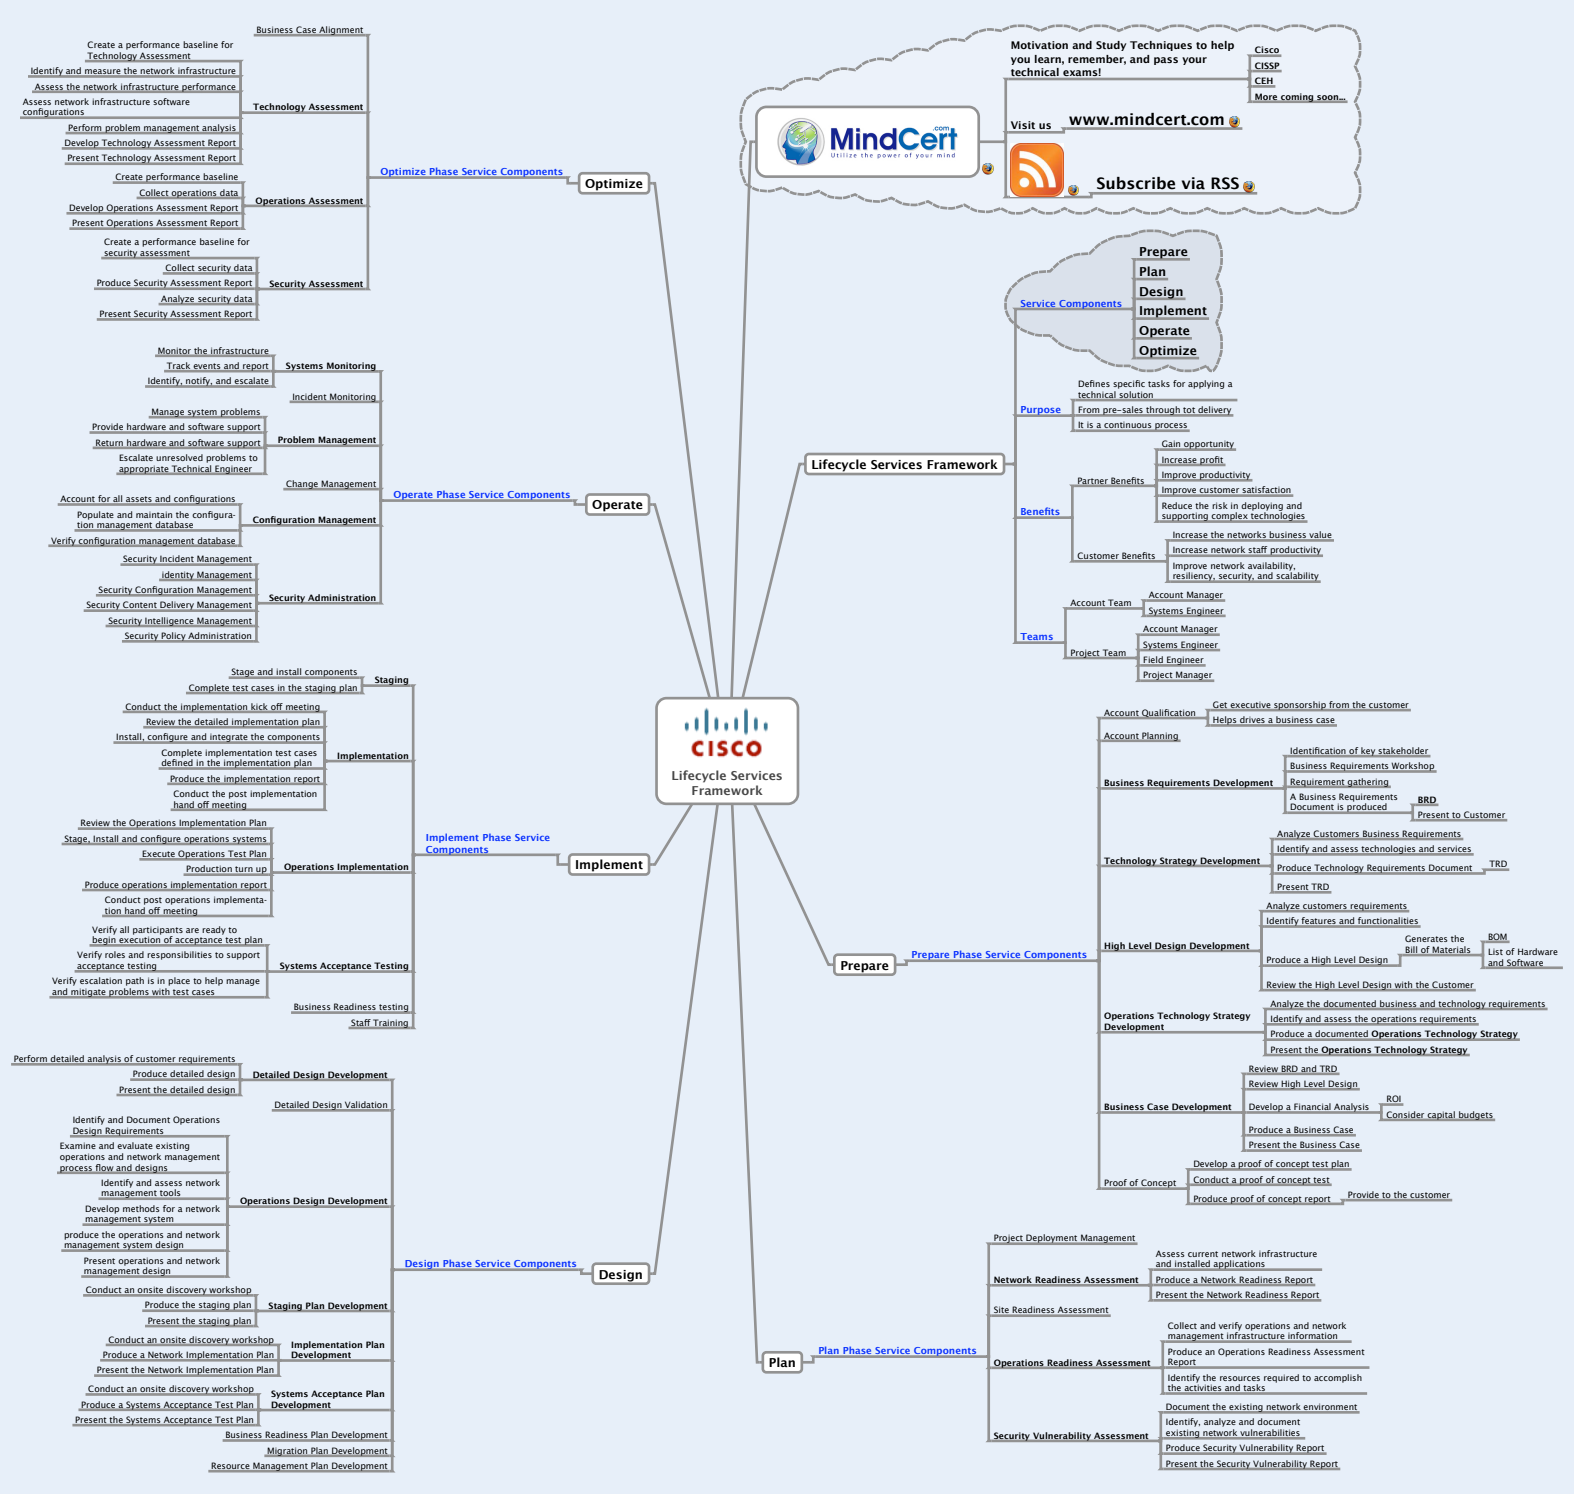 CISCO
Lifecycle Services
Framework
MindCert
.com
Utilize the power of your mind
Motivation and Study Techniques to help
you learn, remember, and pass your
technical exams!
Cisco
CISSP
CEH
More coming soon...
Visit us
www.mindcert.com
Subscribe via RSS
Lifecycle Services Framework
Service Components
Prepare
Plan
Design
Implement
Operate
Optimize
Purpose
Defines specific tasks for applying a
technical solution
From pre-sales through tot delivery
It is a continuous process
Benefits
Partner Benefits
Gain opportunity
Increase profit
Improve productivity
Improve customer satisfaction
Reduce the risk in deploying and
supporting complex technologies
Customer Benefits
Increase the networks business value
Increase network staff productivity
Improve network availability,
resiliency, security, and scalability
Teams
Account Team
Account Manager
Systems Engineer
Project Team
Account Manager
Systems Engineer
Field Engineer
Project Manager
Prepare
Prepare Phase Service Components
Account Qualification
Get executive sponsorship from the customer
Helps drives a business case
Account Planning
Business Requirements Development
Identification of key stakeholder
Business Requirements Workshop
Requirement gathering
A Business Requirements
Document is produced
BRD
Present to Customer
Technology Strategy Development
Analyze Customers Business Requirements
Identify and assess technologies and services
Produce Technology Requirements Document
TRD
Present TRD
High Level Design Development
Analyze customers requirements
Identify features and functionalities
Produce a High Level Design
Generates the
Bill of Materials
BOM
List of Hardware
and Software
Review the High Level Design with the Customer
Operations Technology Strategy
Development
Analyze the documented business and technology requirements
Identify and assess the operations requirements
Produce a documented Operations Technology Strategy
Present the Operations Technology Strategy
Business Case Development
Review BRD and TRD
Review High Level Design
Develop a Financial Analysis
ROI
Consider capital budgets
Produce a Business Case
Present the Business Case
Proof of Concept
Develop a proof of concept test plan
Conduct a proof of concept test
Produce proof of concept report
Provide to the customer
Plan
Plan Phase Service Components
Project Deployment Management
Network Readiness Assessment
Assess current network infrastructure
and installed applications
Produce a Network Readiness Report
Present the Network Readiness Report
Site Readiness Assessment
Operations Readiness Assessment
Collect and verify operations and network
management infrastructure information
Produce an Operations Readiness Assessment
Report
Identify the resources required to accomplish
the activities and tasks
Security Vulnerability Assessment
Document the existing network environment
Identify, analyze and document
existing network vulnerabilities
Produce Security Vulnerability Report
Present the Security Vulnerability Report
Design
Design Phase Service Components
Detailed Design Development
Perform detailed analysis of customer requirements
Produce detailed design
Present the detailed design
Detailed Design Validation
Operations Design Development
Identify and Document Operations
Design Requirements
Examine and evaluate existing
operations and network management
process flow and designs
Identify and assess network
management tools
Develop methods for a network
management system
produce the operations and network
management system design
Present operations and network
management design
Staging Plan Development
Conduct an onsite discovery workshop
Produce the staging plan
Present the staging plan
Implementation Plan
Development
Conduct an onsite discovery workshop
Produce a Network Implementation Plan
Present the Network Implementation Plan
Systems Acceptance Plan
Development
Conduct an onsite discovery workshop
Produce a Systems Acceptance Test Plan
Present the Systems Acceptance Test Plan
Business Readiness Plan Development
Migration Plan Development
Resource Management Plan Development
Implement
Implement Phase Service
Components
Staging
Stage and install components
Complete test cases in the staging plan
Implementation
Conduct the implementation kick off meeting
Review the detailed implementation plan
Install, configure and integrate the components
Complete implementation test cases
defined in the implementation plan
Produce the implementation report
Conduct the post implementation
hand off meeting
Operations Implementation
Review the Operations Implementation Plan
Stage, Install and configure operations systems
Execute Operations Test Plan
Production turn up
Produce operations implementation report
Conduct post operations implementa-
tion hand off meeting
Systems Acceptance Testing
Verify all participants are ready to
begin execution of acceptance test plan
Verify roles and responsibilities to support
acceptance testing
Verify escalation path is in place to help manage
and mitigate problems with test cases
Business Readiness testing
Staff Training
Operate
Operate Phase Service Components
Systems Monitoring
Monitor the infrastructure
Track events and report
Identify, notify, and escalate
Incident Monitoring
Problem Management
Manage system problems
Provide hardware and software support
Return hardware and software support
Escalate unresolved problems to
appropriate Technical Engineer
Change Management
Configuration Management
Account for all assets and configurations
Populate and maintain the configura-
tion management database
Verify configuration management database
Security Administration
Security Incident Management
identity Management
Security Configuration Management
Security Content Delivery Management
Security Intelligence Management
Security Policy Administration
Optimize
Optimize Phase Service Components
Business Case Alignment
Technology Assessment
Create a performance baseline for
Technology Assessment
Identify and measure the network infrastructure
Assess the network infrastructure performance
Assess network infrastructure software
configurations
Perform problem management analysis
Develop Technology Assessment Report
Present Technology Assessment Report
Operations Assessment
Create performance baseline
Collect operations data
Develop Operations Assessment Report
Present Operations Assessment Report
Security Assessment
Create a performance baseline for
security assessment
Collect security data
Produce Security Assessment Report
Analyze security data
Present Security Assessment Report